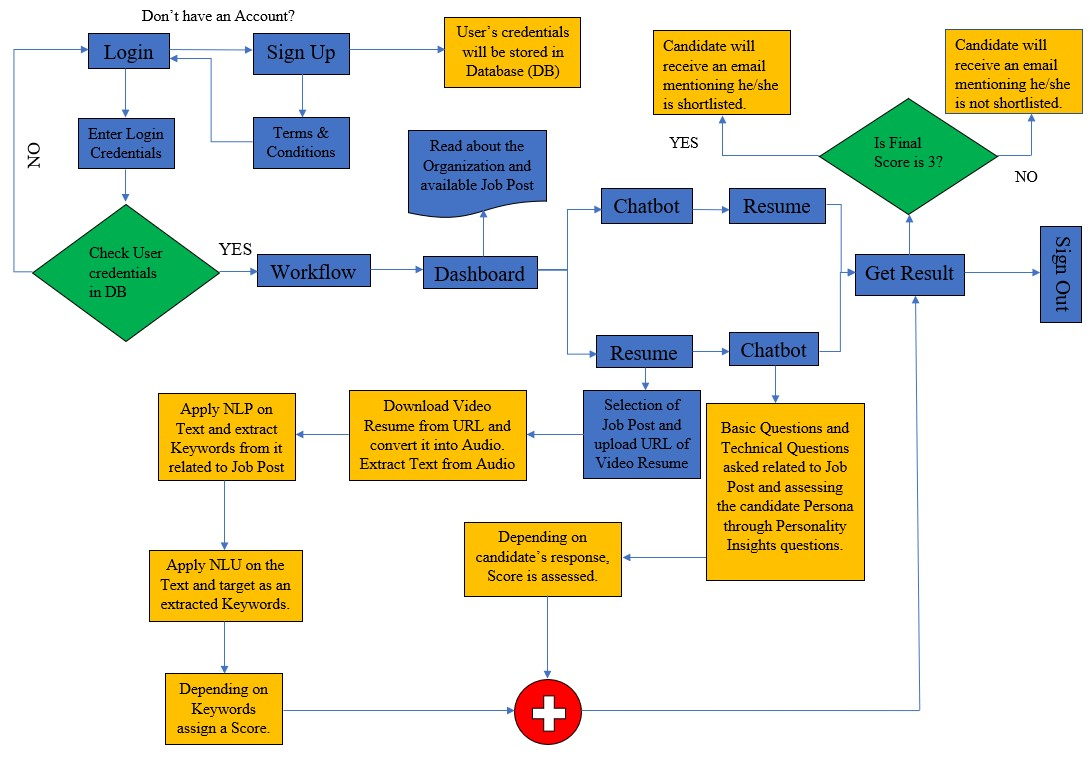 Don't have an Account?
Login
Sign Up
User's credentials
will be stored in
Database (DB)
Candidate will
receive an email
mentioning he/she
is shortlisted.
Candidate will
receive an email
mentioning he/she
is not shortlisted.
Enter Login
Credentials
Terms &
Conditions
Read about the
Organization and
available Job Post
YES
Is Final
Score is 3?
NO
NO
Chatbot
Resume
Check User
credentials
in DB
YES
Workflow
Dashboard
Get Result
Sign Out
Resume
Chatbot
Apply NLP on
Text and extract
Keywords from it
related to Job Post
Download Video
Resume from URL and
convert it into Audio.
Extract Text from Audio
Selection of
Job Post and
upload URL of
Video Resume
Basic Questions and
Technical Questions
asked related to Job
Post and assessing
the candidate Persona
through Personality
Insights questions.
Depending on
candidate's response,
Score is assessed.
Apply NLU on the
Text and target as an
extracted Keywords.
Depending on
Keywords
assign a Score.